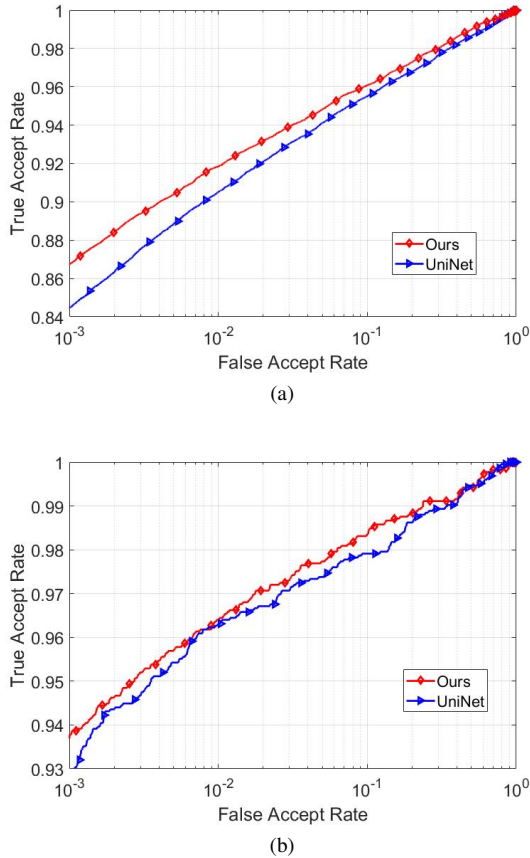 1
0.98
0.96
0.94
0.92
0.9
0.88
0.86
0.84
True Accept Rate
Ours
UniNet
10^-3 10^-2 10^-1 10^0
False Accept Rate
(a)
1
0.99
0.98
0.97
0.96
0.95
0.94
0.93
True Accept Rate
Ours
UniNet
10^-3 10^-2 10^-1 10^0
False Accept Rate
(b)